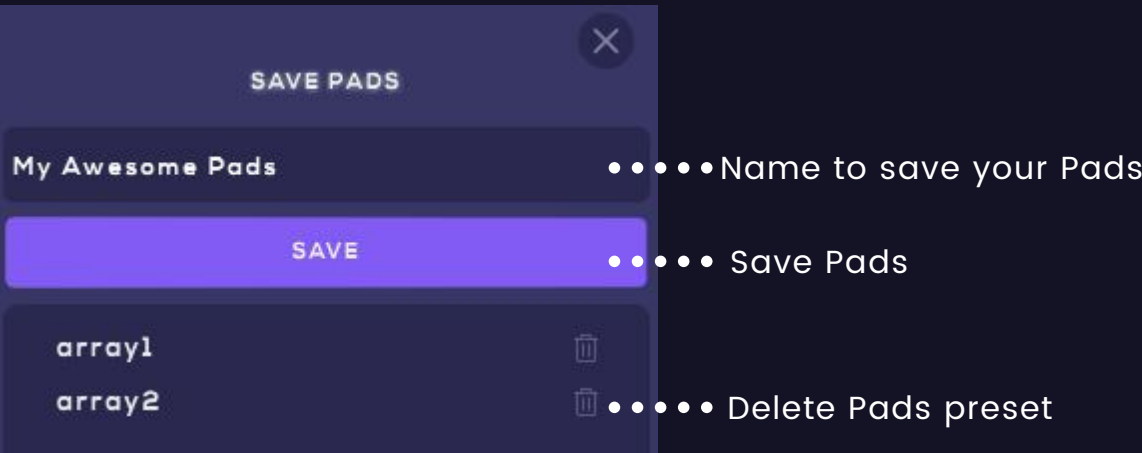 SAVE PADS
My Awesome Pads
Name to save your Pads
SAVE
Save Pads
array1
array2
Delete Pads preset